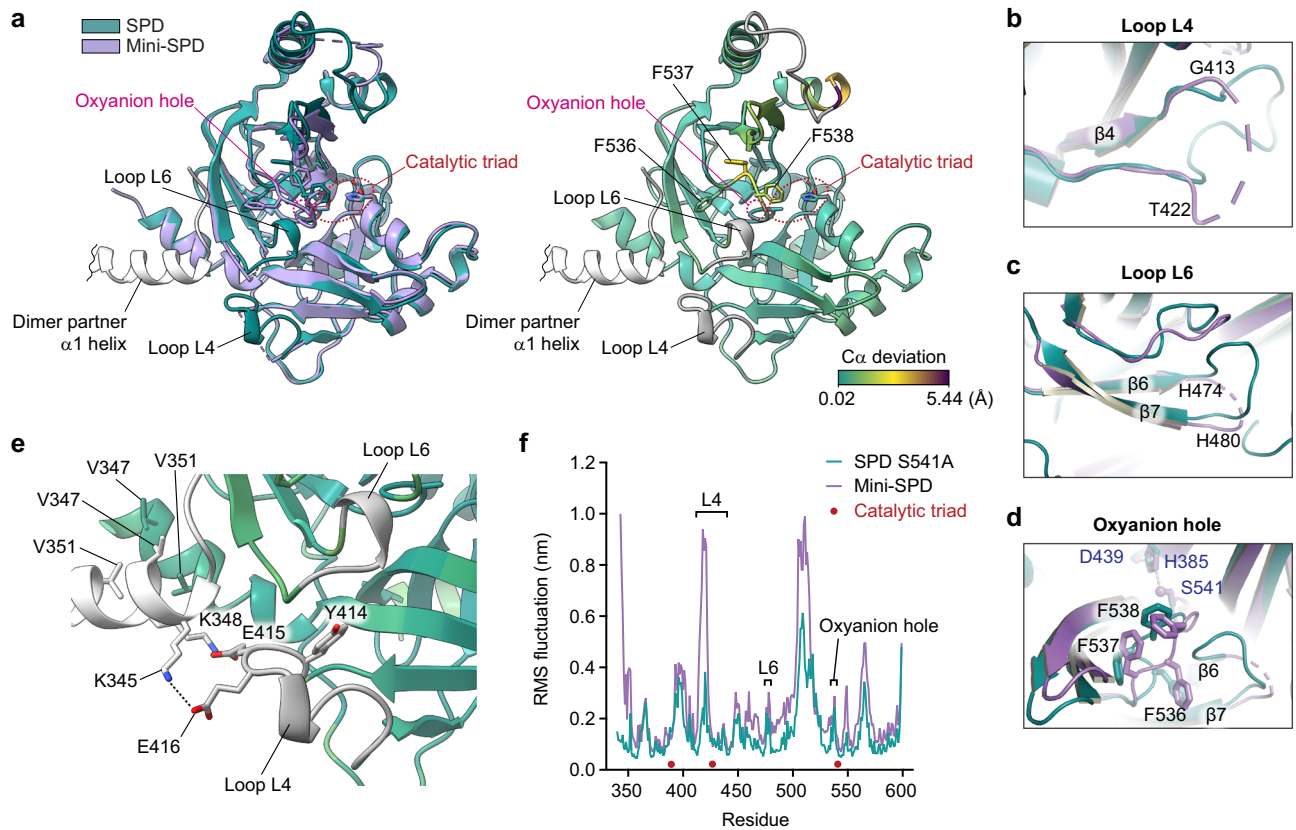 a
SPD
Mini-SPD
Oxyanion hole
Loop L6
Catalytic triad
Dimer partner
α1 helix
Loop L4
F537
Oxyanion hole
F536
F538
Loop L6
Catalytic triad
Dimer partner
α1 helix
Loop L4
Cα deviation
0.02
5.44 (Å)
b
Loop L4
G413
β4
T422
c
Loop L6
β6
H474
β7
H480
d
Oxyanion hole
D439
H385
S541
F538
F537
β6
F536
β7
e
Loop L6
V351
V347
V347
V351
K348
Y414
E415
K345
E416
Loop L4
f
SPD S541A
Mini-SPD
Catalytic triad
L4
Oxyanion hole
L6
RMS fluctuation (nm)
1.2
1.0
0.8
0.6
0.4
0.2
0.0
350
400
450
500
550
600
Residue